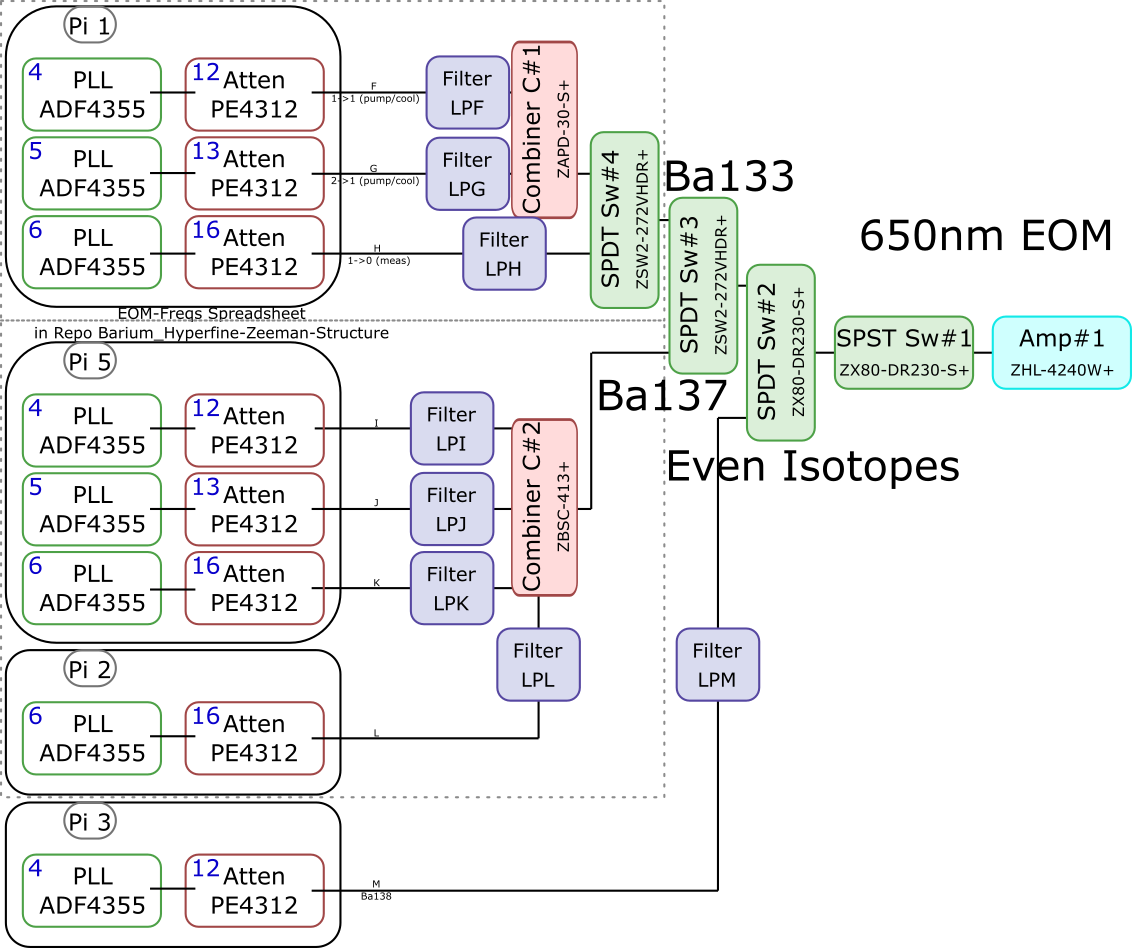 Pi 1
4
PLL
ADF4355
12
Atten
PE4312
F
1->1 (pump/cool)
Filter
LPF
5
PLL
ADF4355
13
Atten
PE4312
G
2->1 (pump/cool)
Filter
LPG
6
PLL
ADF4355
16
Atten
PE4312
H
1->0 (meas)
Filter
LPH
Combiner C#1
ZAPD-30-S+
SPDT Sw#4
ZSW2-272VHDR+
Ba133
SPDT Sw#3
ZSW2-272VHDR+
650nm EOM
SPDT Sw#2
ZX80-DR230-S+
SPST Sw#1
ZX80-DR230-S+
Amp#1
ZHL-4240W+
EOM-Freqs Spreadsheet
in Repo Barium_Hyperfine-Zeeman-Structure
Pi 5
4
PLL
ADF4355
12
Atten
PE4312
I
Filter
LPI
5
PLL
ADF4355
13
Atten
PE4312
J
Filter
LPJ
6
PLL
ADF4355
16
Atten
PE4312
K
Filter
LPK
Combiner C#2
ZBSC-413+
Ba137
Even Isotopes
Pi 2
6
PLL
ADF4355
16
Atten
PE4312
L
Filter
LPL
Filter
LPM
Pi 3
4
PLL
ADF4355
12
Atten
PE4312
M
Ba138